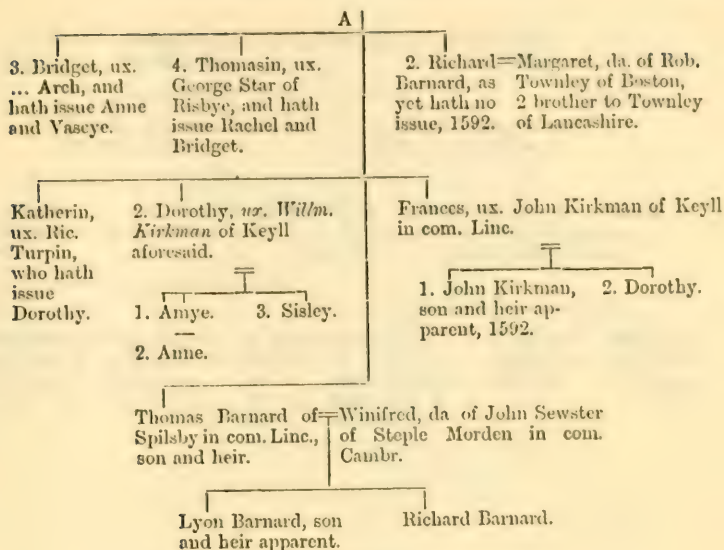 A
3. Bridget, ux.
... Arch, and
hath issue Anne
and Vascye.
4. Thomasin, ux.
George Star of
Risbye, and hath
issue Rachel and
Bridget.
2. Richard=Margaret, da. of Rob.
Barnard, as Townley of Boston,
yet hath no 2 brother to Townley
issue, 1592. of Lancashire.
Katherin,
ux. Ric.
Turpin,
who hath
issue
Dorothy.
2. Dorothy, ux. Willm.
Kirkman of Keyll
aforesaid.
1. Amye. 3. Sisley.
2. Anne.
Frances, ux. John Kirkman of Keyll
in com. Linc.
1. John Kirkman,
son and heir ap-
parent, 1592.
2. Dorothy.
Thomas Barnard of=Winifred, da of John Sewster
Spilsby in com. Linc., of Steple Morden in com.
son and heir. Cambr.
Lyon Barnard, son
and heir apparent.
Richard Barnard.